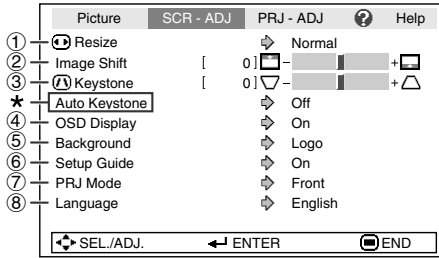 Picture SCR - ADJ PRJ - ADJ ? Help
① Resize Normal
② Image Shift [ 0 ] − +
③ Keystone [ 0 ] − +
* Auto Keystone Off
④ OSD Display On
⑤ Background Logo
⑥ Setup Guide On
⑦ PRJ Mode Front
⑧ Language English
SEL./ADJ. ENTER END